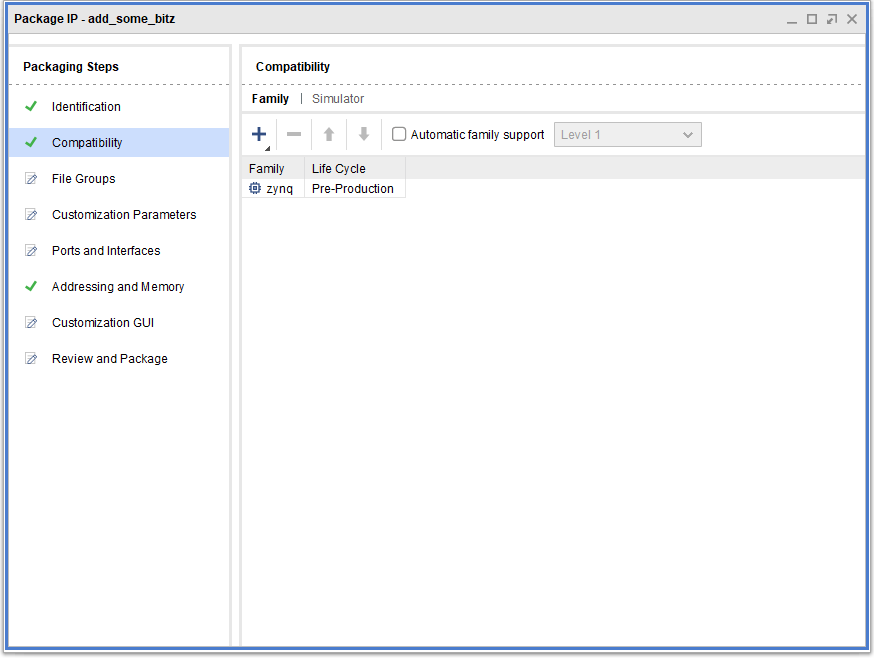 Package IP - add_some_bitz
Packaging Steps
Identification
Compatibility
File Groups
Customization Parameters
Ports and Interfaces
Addressing and Memory
Customization GUI
Review and Package
Compatibility
Family | Simulator
Automatic family support Level 1
Family Life Cycle
zynq Pre-Production